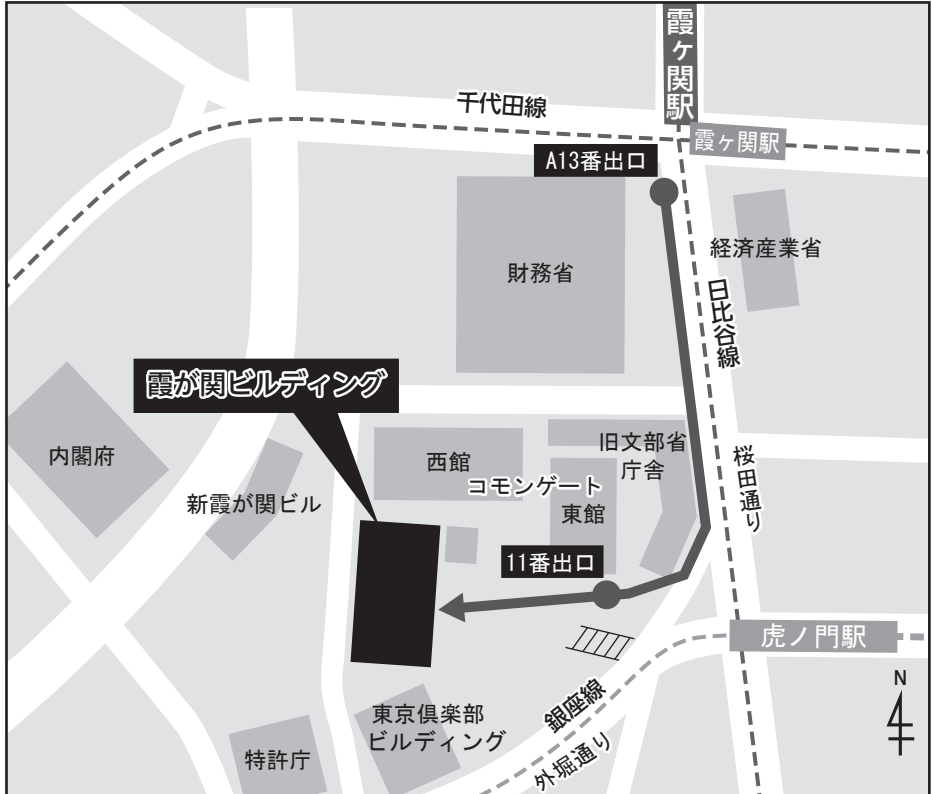 霞ヶ関駅
千代田線
霞ヶ関駅
A13番出口
経済産業省
財務省
日比谷線
霞が関ビルディング
内閣府
西館
旧文部省
庁舎
桜田通り
コモンゲート
新霞が関ビル
東館
11番出口
虎ノ門駅
N
銀座線
東京倶楽部
ビルディング
外堀通り
特許庁